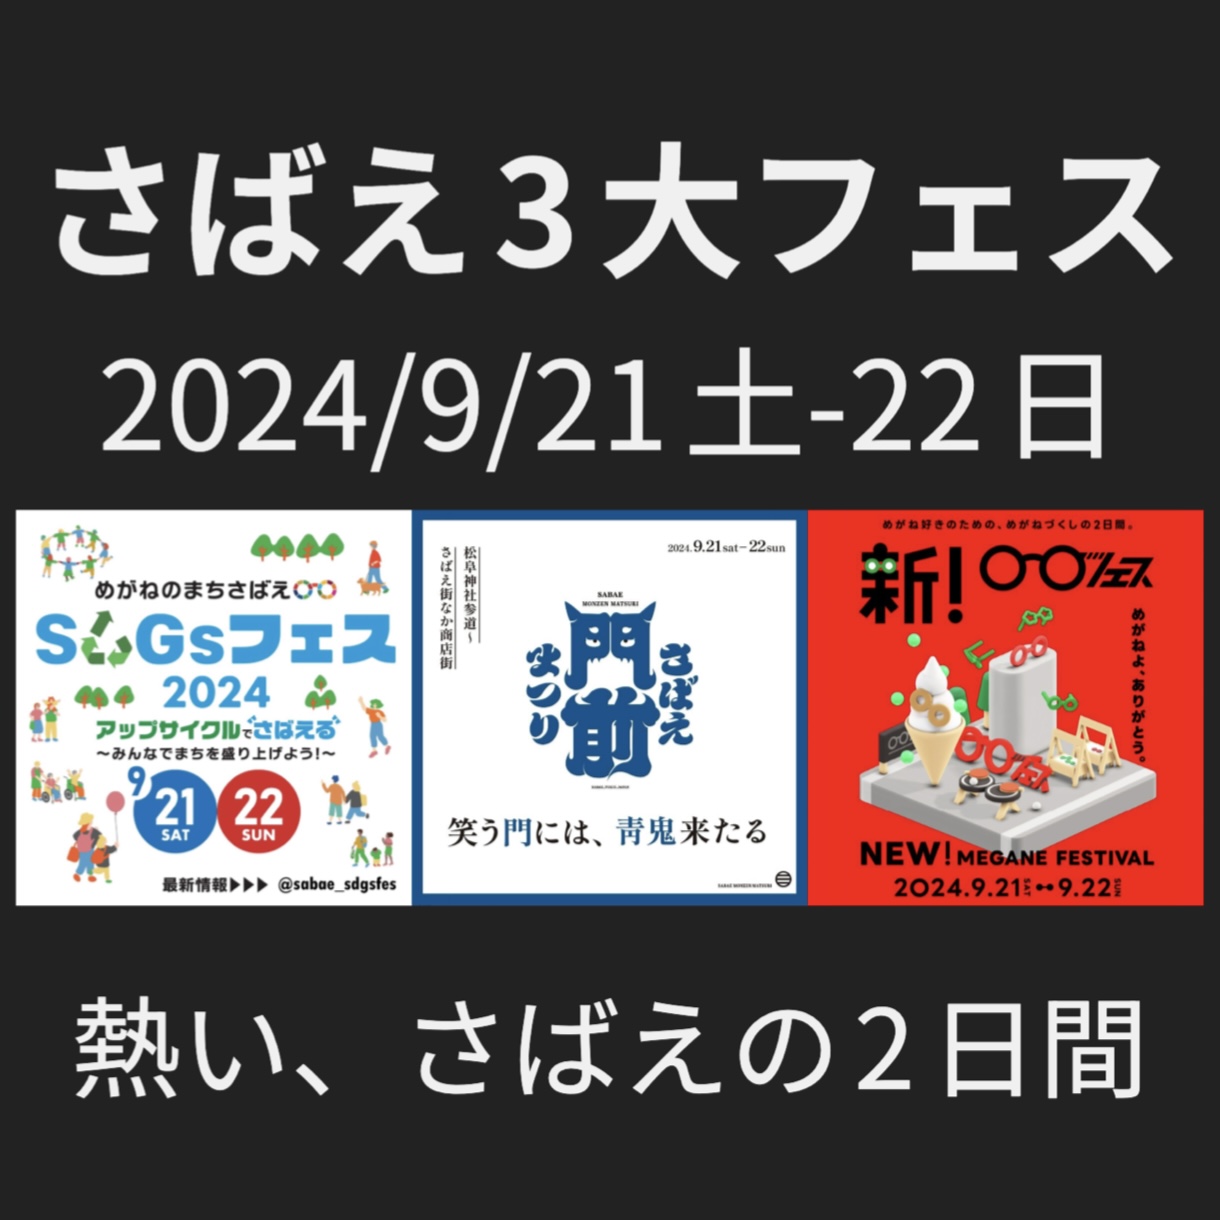 さばえ3大フェス
2024/9/21土-22日
めがねのまちさばえ
SDGsフェス
2024
アップサイクルで"さばえる"
～みんなでまちを盛り上げよう!～
9
21
SAT
22
SUN
最新情報▶▶▶ @sabae_sdgsfes
2024.9.21sat–22sun
松阜神社参道～
さばえ街なか商店街
SABAE
MONZEN MATSURI
門前
さばえ
まつり
笑う門には、青鬼来たる
SABAE MONZEN MATSURI
めがね好きのための、めがねづくしの2日間。
新!
フェス
めがねよ、ありがとう。
フェス
NEW! MEGANE FESTIVAL
2024.9.21 SAT 9.22 SUN
熱い、さばえの2日間